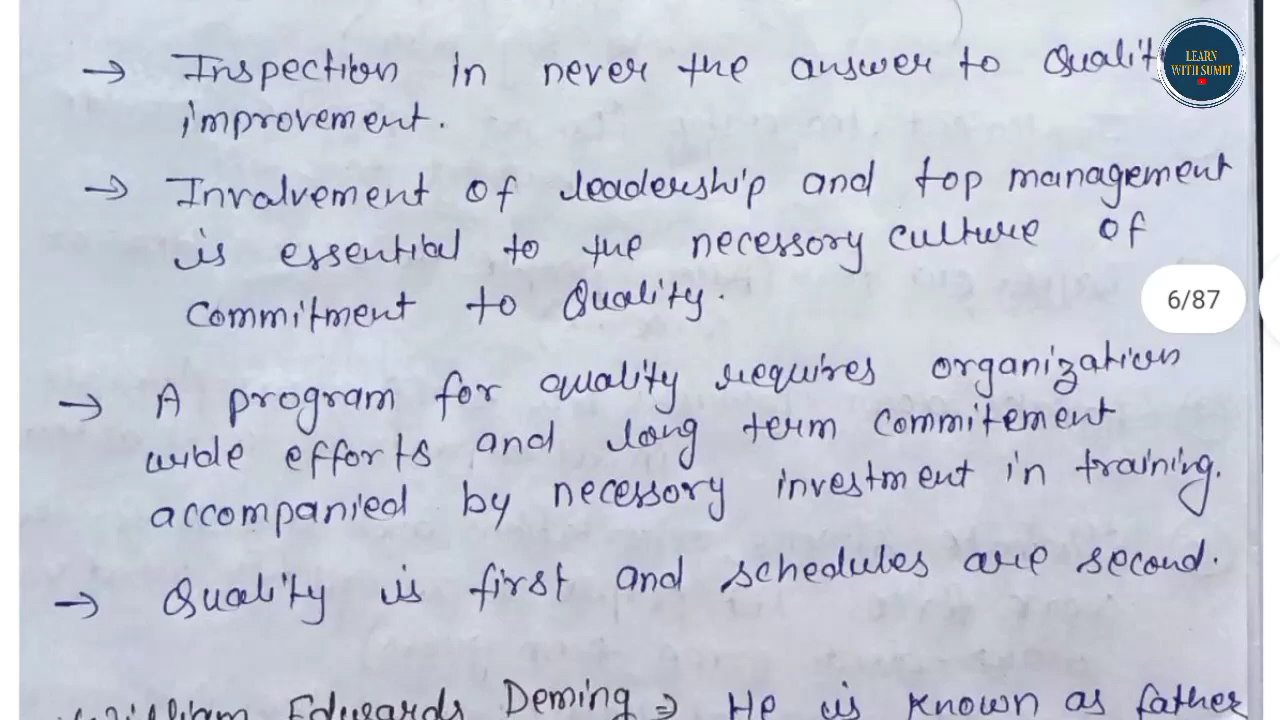 → Inspection in never the answer to Quality
improvement.
→ Involvement of leadership and top management
is essential to the necessory culture of
commitment to Quality.
→ A program for quality requires organization
wide efforts and long term commitement
accompanied by necessory investment in training.
→ Quality is first and schedules are second.
William Edwards Deming ⇒ He is known as father
LEARN
WITH SUMIT
6/87